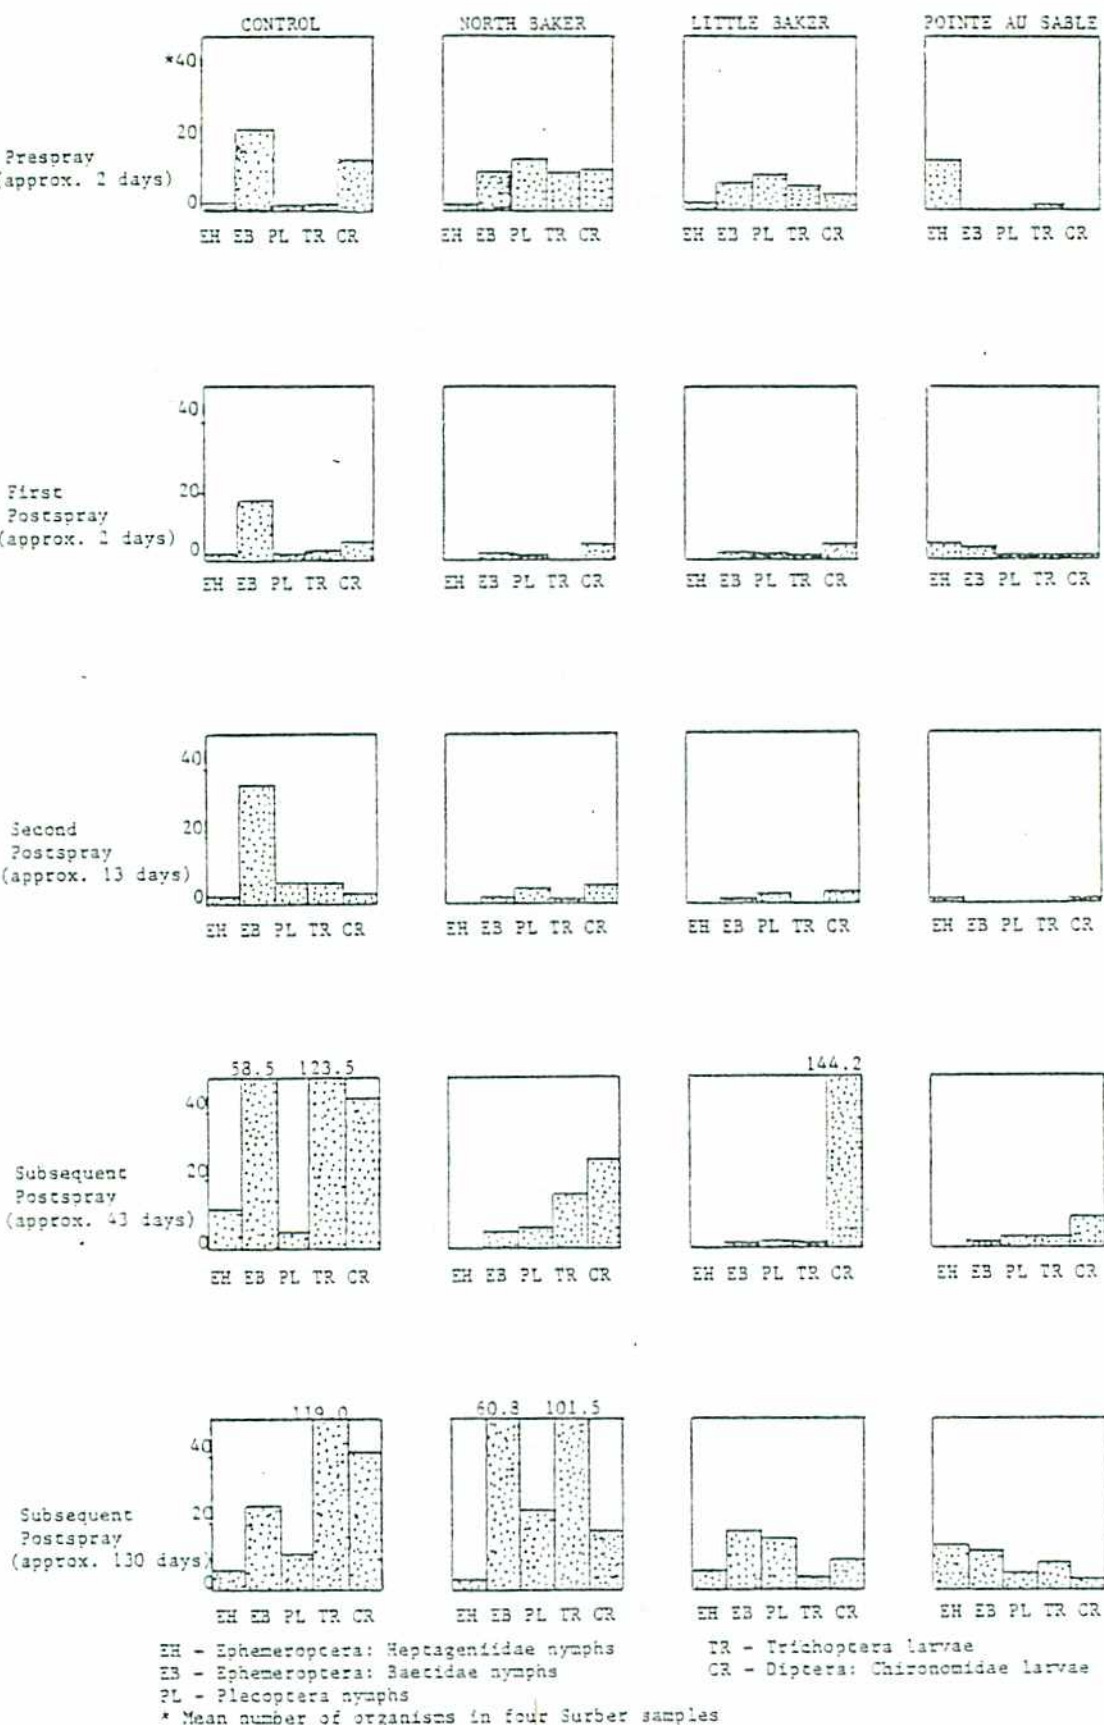 CONTROL NORTH BAKER LITTLE BAKER POINTE AU SABLE
*40
20
0
Prespray
(approx. 2 days)
EH EB PL TR CR EH EB PL TR CR EH EB PL TR CR EH EB PL TR CR
40
20
0
First
Postspray
(approx. 2 days)
EH EB PL TR CR EH EB PL TR CR EH EB PL TR CR EH EB PL TR CR
40
20
0
Second
Postspray
(approx. 13 days)
EH EB PL TR CR EH EB PL TR CR EH EB PL TR CR EH EB PL TR CR
58.5 123.5 144.2
40
20
0
Subsequent
Postspray
(approx. 43 days)
EH EB PL TR CR EH EB PL TR CR EH EB PL TR CR EH EB PL TR CR
119.0 60.8 101.5
40
20
0
Subsequent
Postspray
(approx. 130 days)
EH EB PL TR CR EH EB PL TR CR EH EB PL TR CR EH EB PL TR CR
EH - Ephemeroptera: Heptageniidae nymphs TR - Trichoptera larvae
EB - Ephemeroptera: Baetidae nymphs CR - Diptera: Chironomidae larvae
PL - Plecoptera nymphs
* Mean number of organisms in four Surber samples